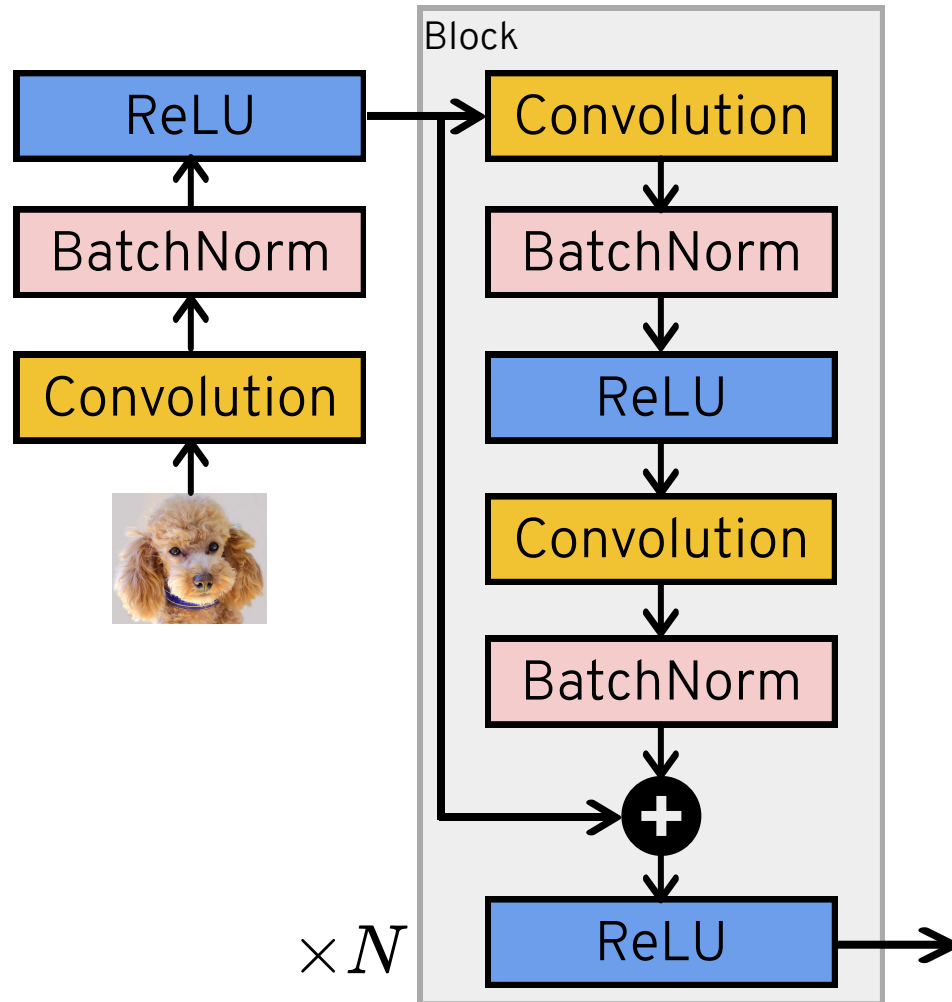 ReLU
BatchNorm
Convolution
Block
Convolution
BatchNorm
ReLU
Convolution
BatchNorm
+
ReLU
×N